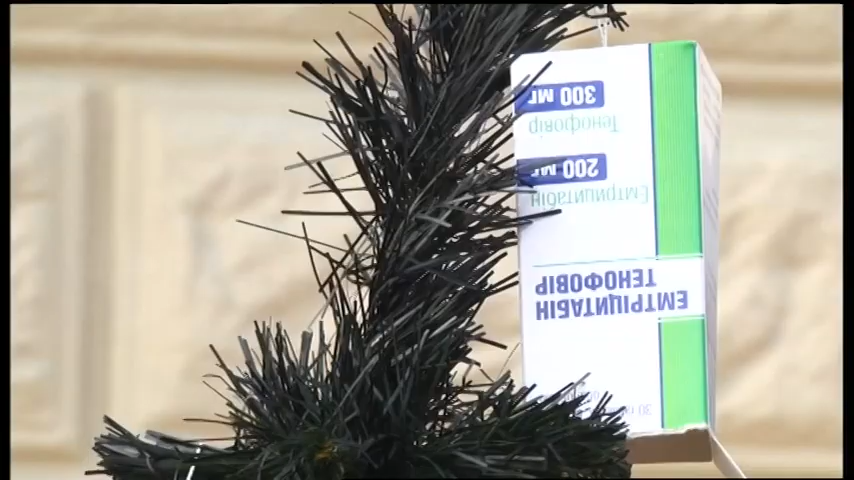 ЕМТРИЦИТАБІН
ТЕНОФОВІР
Емтрицитабін
200 мг
Тенофовір
300 мг